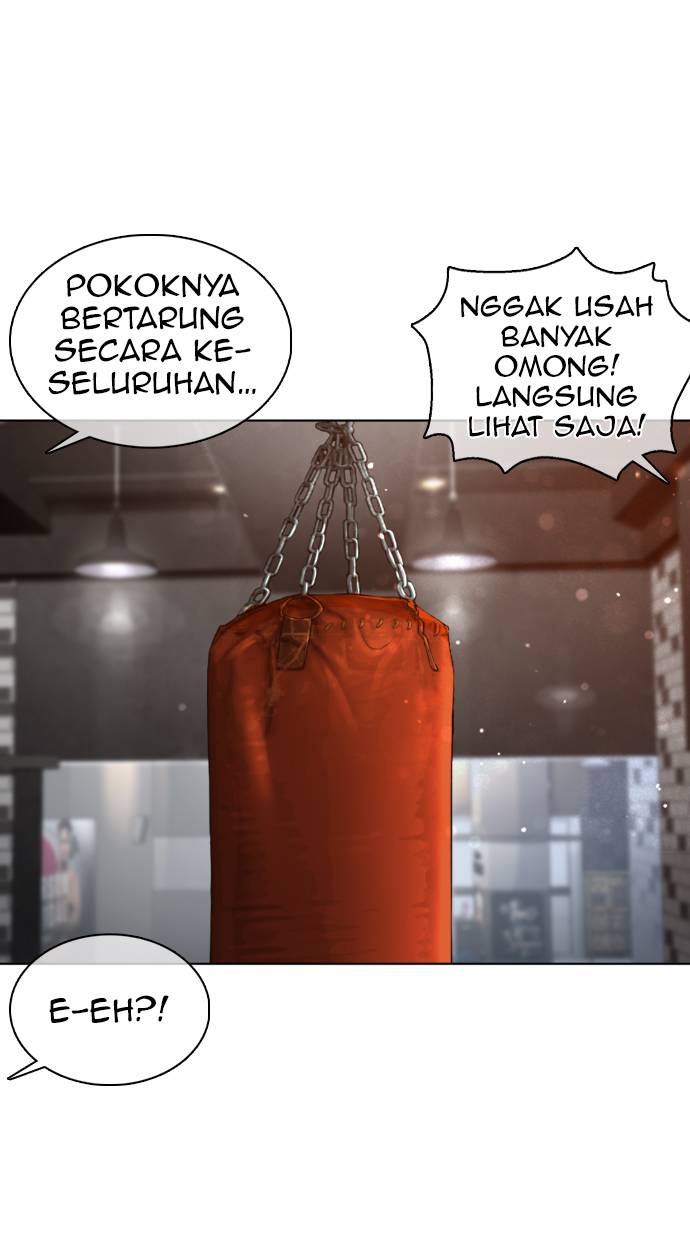 POKOKNYA
BERTARUNG
SECARA KE-
SELURUHAN...
NGGAK USAH
BANYAK
OMONG!
LANGSUNG
LIHAT SAJA!
E-EH?!